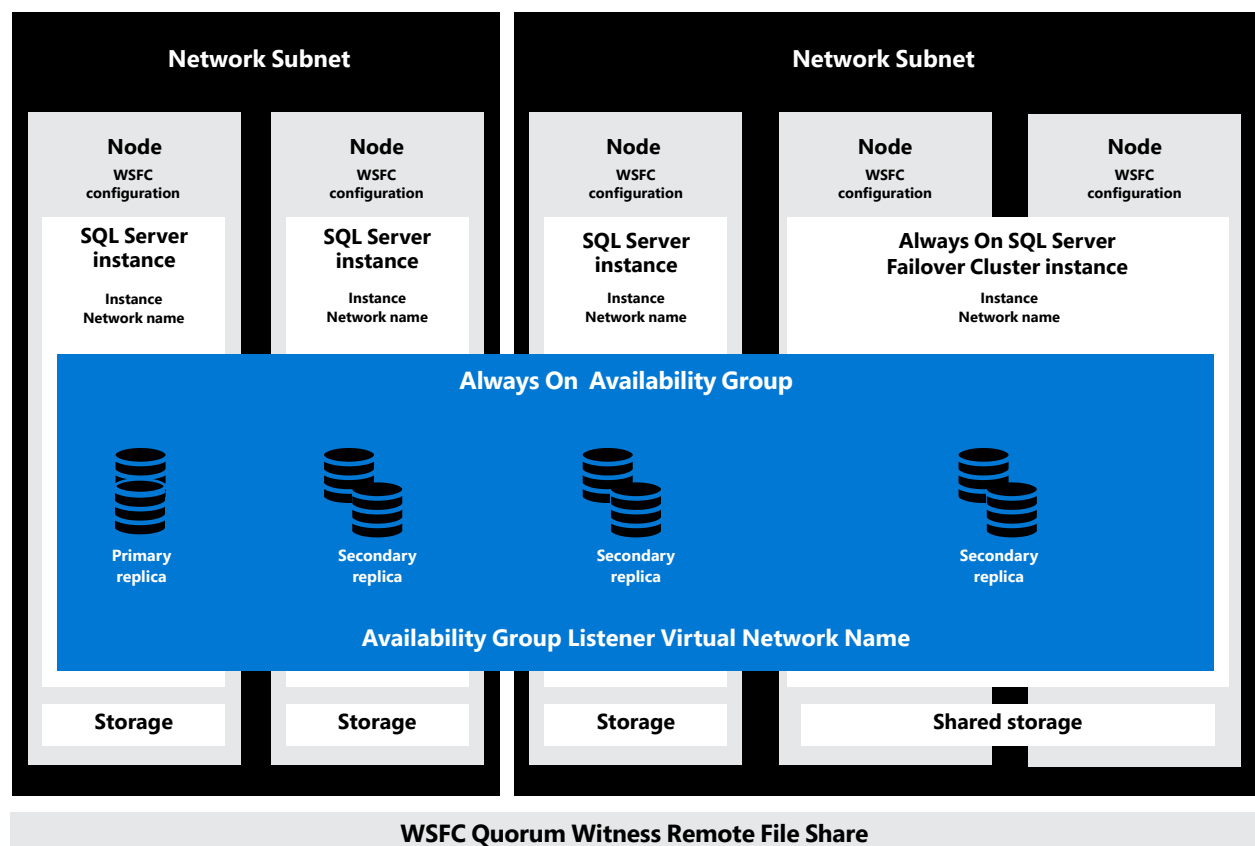 Network Subnet
Network Subnet
Node
WSFC
configuration
SQL Server
instance
Instance
Network name
Node
WSFC
configuration
SQL Server
instance
Instance
Network name
Node
WSFC
configuration
SQL Server
instance
Instance
Network name
Node
WSFC
configuration
Node
WSFC
configuration
Always On SQL Server
Failover Cluster instance
Instance
Network name
Always On  Availability Group
Primary
replica
Secondary
replica
Secondary
replica
Secondary
replica
Availability Group Listener Virtual Network Name
Storage
Storage
Storage
Shared storage
WSFC Quorum Witness Remote File Share